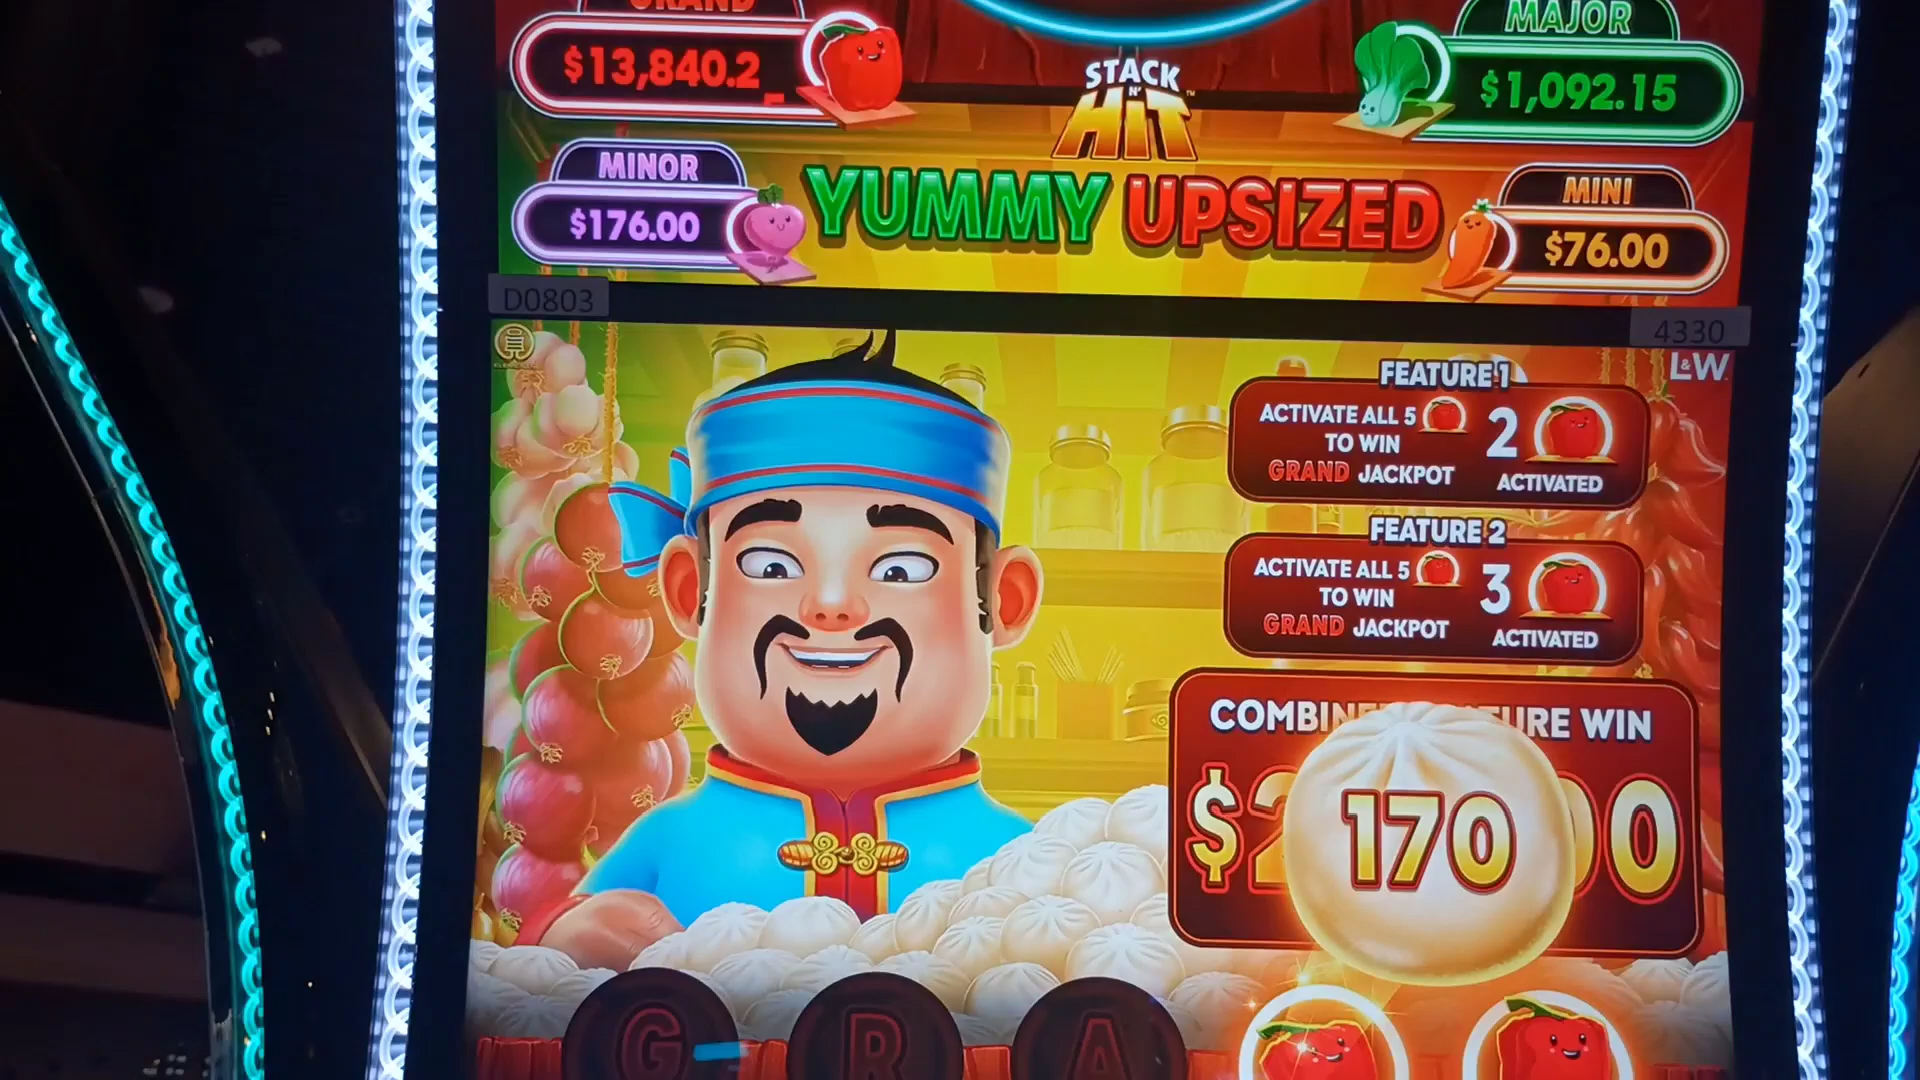 GRAND
$13,840.2
MAJOR
$1,092.15
STACK
N'
HIT™
MINOR
$176.00
YUMMY UPSIZED
MINI
$76.00
D0803
4330
L&W
FEATURE 1
ACTIVATE ALL 5
TO WIN
GRAND JACKPOT
2
ACTIVATED
FEATURE 2
ACTIVATE ALL 5
TO WIN
GRAND JACKPOT
3
ACTIVATED
WIN
170
G R A